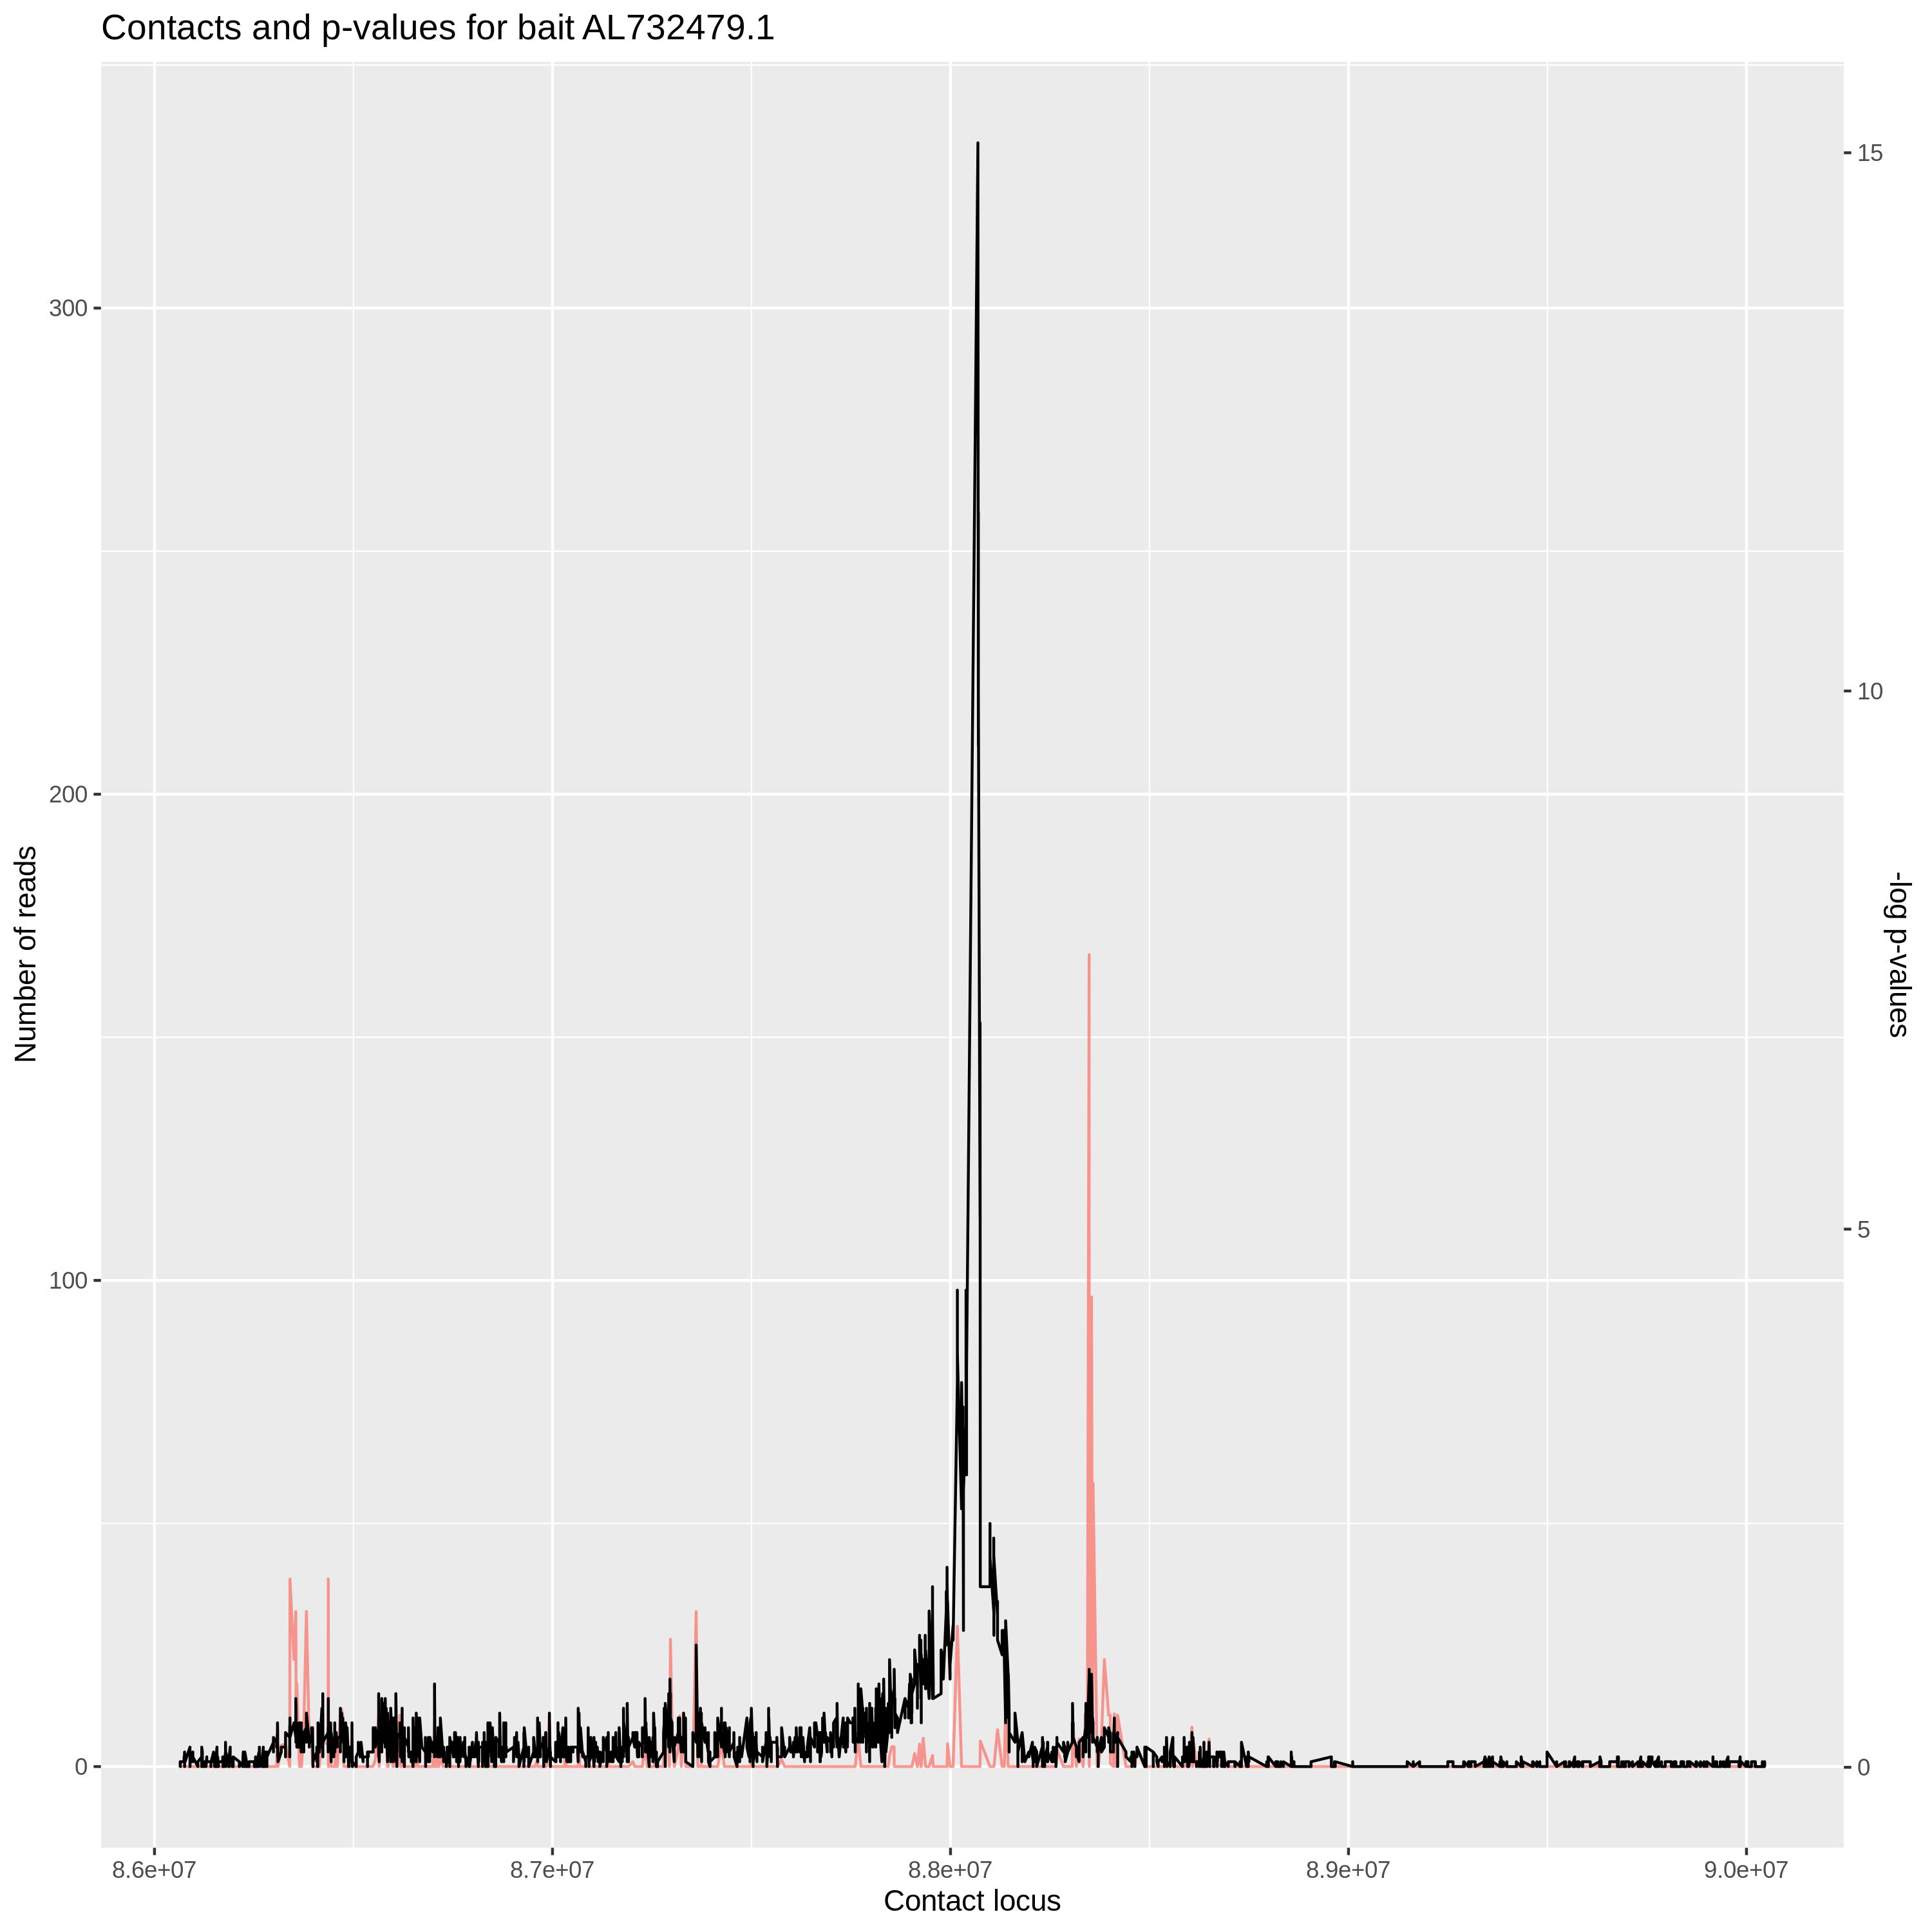 Contacts and p-values for bait AL732479.1
300
200
100
0
15
10
5
0
Number of reads
-log p-values
8.6e+07
8.7e+07
8.8e+07
8.9e+07
9.0e+07
Contact locus